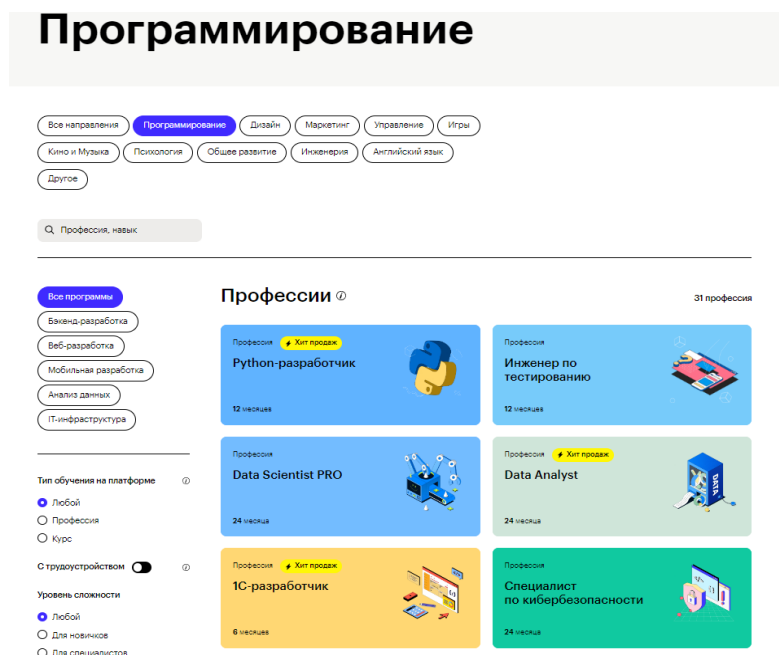 Программирование
Все направления Программирование Дизайн Маркетинг Управление Игры
Кино и Музыка Психология Общее развитие Инженерия Английский язык
Другое
Профессия, навык
Все программы
Бэкенд-разработка
Веб-разработка
Мобильная разработка
Анализ данных
IT-инфраструктура
Тип обучения на платформе
Любой
Профессия
Курс
С трудоустройством
Уровень сложности
Любой
Для новичков
Для специалистов
Профессии
31 профессия
Профессия Хит продаж
Python-разработчик
12 месяцев
Профессия
Инженер по
тестированию
12 месяцев
Профессия
Data Scientist PRO
24 месяца
Профессия Хит продаж
Data Analyst
DATA
24 месяца
Профессия Хит продаж
1С-разработчик
6 месяцев
Профессия
Специалист
по кибербезопасности
24 месяца